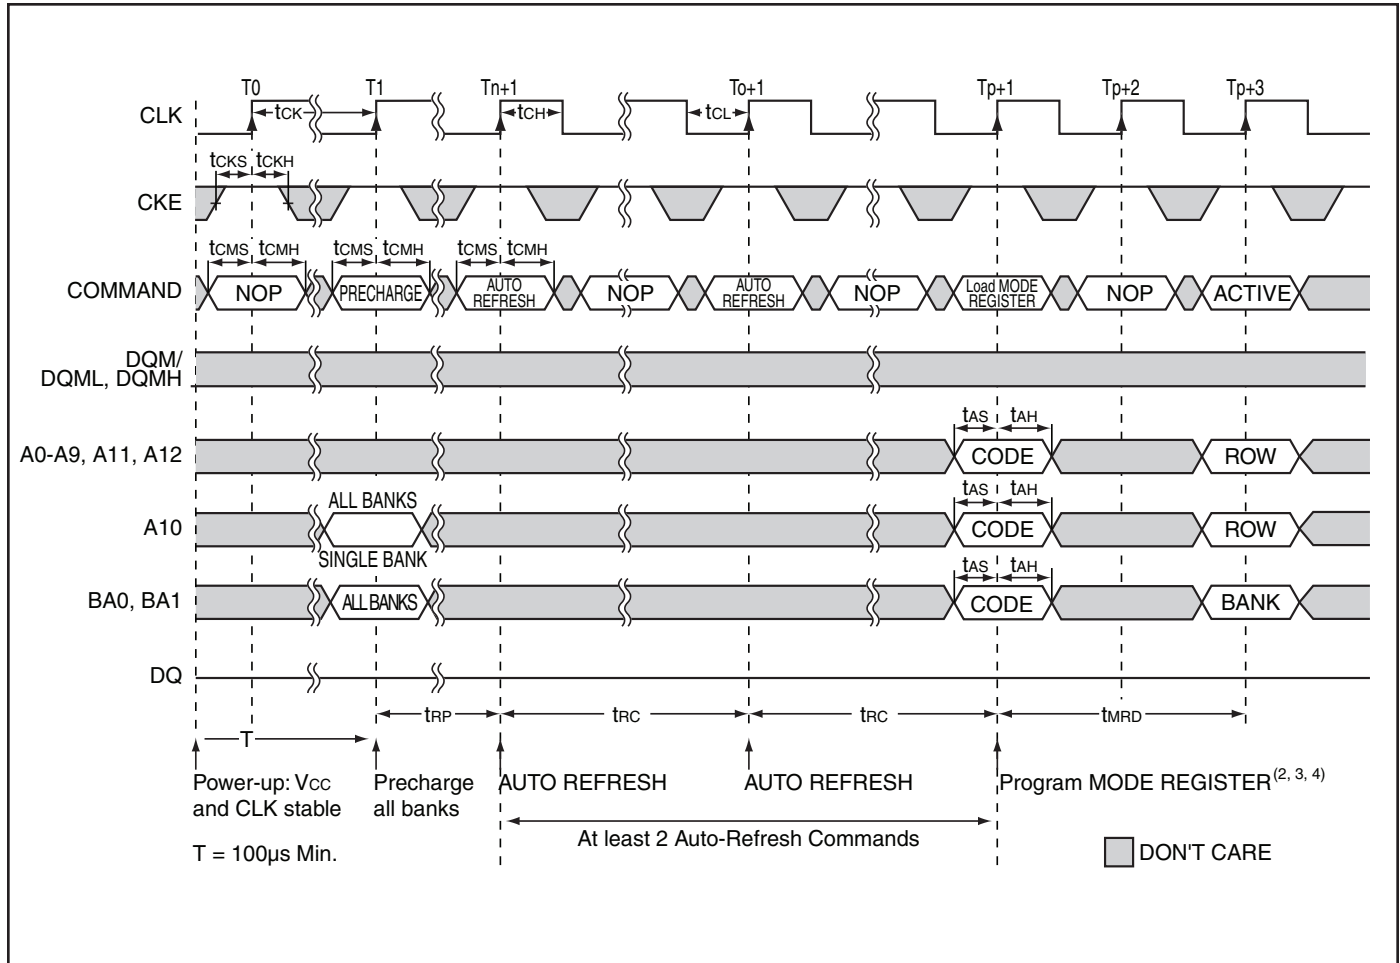 T0 T1 Tn+1 To+1 Tp+1 Tp+2 Tp+3
CLK tCK tCH tCL
tCKS tCKH
CKE
tCMS tCMH tCMS tCMH tCMS tCMH
COMMAND NOP PRECHARGE AUTO REFRESH NOP AUTO REFRESH NOP Load MODE REGISTER NOP ACTIVE
DQM/
DQML, DQMH
tAS tAH
A0-A9, A11, A12 CODE ROW
ALL BANKS tAS tAH
A10 CODE ROW
SINGLE BANK
tAS tAH
BA0, BA1 ALL BANKS CODE BANK
DQ
tRP tRC tRC tMRD
T
Power-up: VCC Precharge AUTO REFRESH AUTO REFRESH Program MODE REGISTER(2, 3, 4)
and CLK stable all banks
At least 2 Auto-Refresh Commands
T = 100µs Min. DON'T CARE